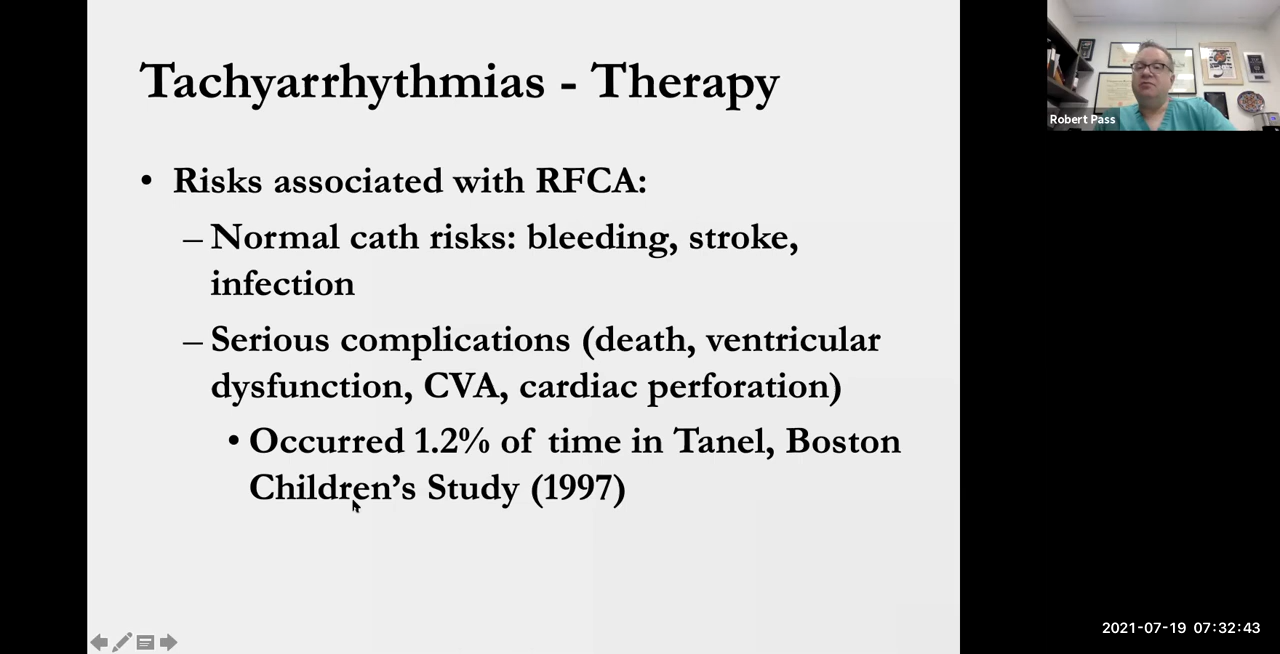 Tachyarrhythmias - Therapy
• Risks associated with RFCA:
– Normal cath risks: bleeding, stroke,
infection
– Serious complications (death, ventricular
dysfunction, CVA, cardiac perforation)
• Occurred 1.2% of time in Tanel, Boston
Children’s Study (1997)
Robert Pass
2021-07-19 07:32:43